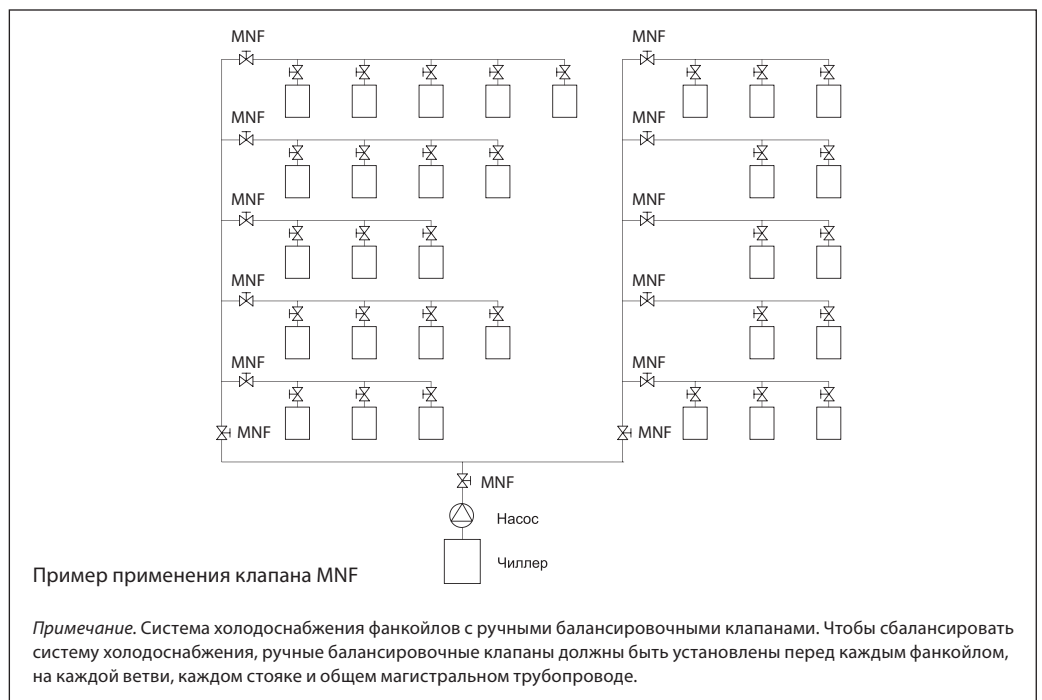 MNF MNF
MNF MNF
MNF MNF
MNF MNF
MNF MNF
MNF MNF
MNF
Насос
Чиллер
Пример применения клапана MNF
Примечание. Система холодоснабжения фанкойлов с ручными балансировочными клапанами. Чтобы сбалансировать
систему холодоснабжения, ручные балансировочные клапаны должны быть установлены перед каждым фанкойлом,
на каждой ветви, каждом стояке и общем магистральном трубопроводе.